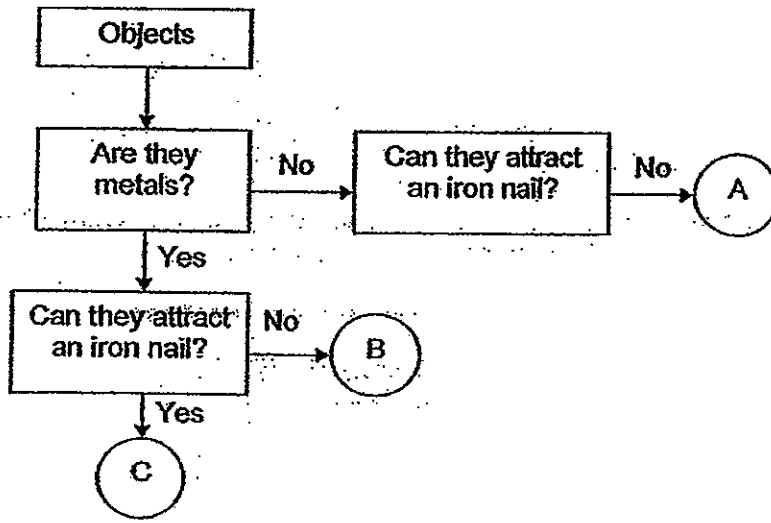 Objects
Are they
metals?
No
Can they attract
an iron nail?
No
A
Yes
Can they attract
an iron nail?
No
B
Yes
C